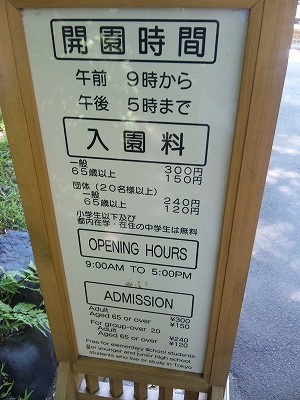 開園時間
午前 9時から
午後 5時まで
入園料
一般 300円
65歳以上 150円
団体（20名様以上）
一般 240円
65歳以上 120円
小学生以下及び
都内在学・在住の中学生は無料
OPENING HOURS
9:00AM TO 5:00PM
ADMISSION
Adult ¥300
Aged 65 or over ¥150
For group-over 20
Adult ¥240
Aged 65 or over ¥120
Free for elementary school students
or younger and junior high school
students who live or study in Tokyo